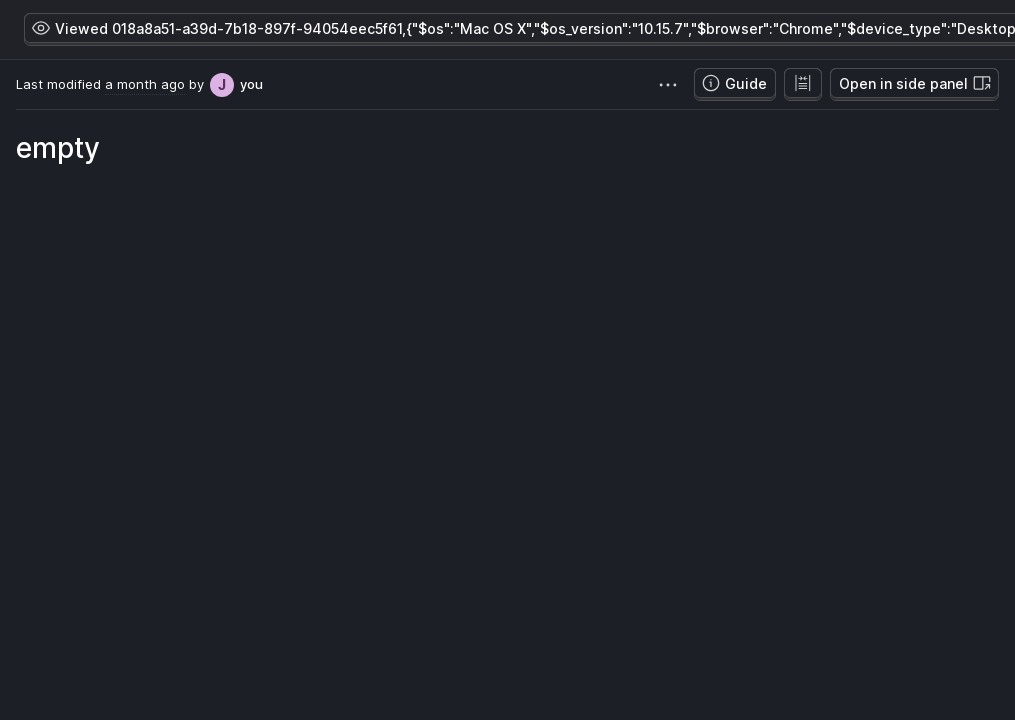 Viewed 018a8a51-a39d-7b18-897f-94054eec5f61,{"$os":"Mac OS X","$os_version":"10.15.7","$browser":"Chrome","$device_type":"Desktop
Last modified a month ago by J you
Guide
Open in side panel
empty